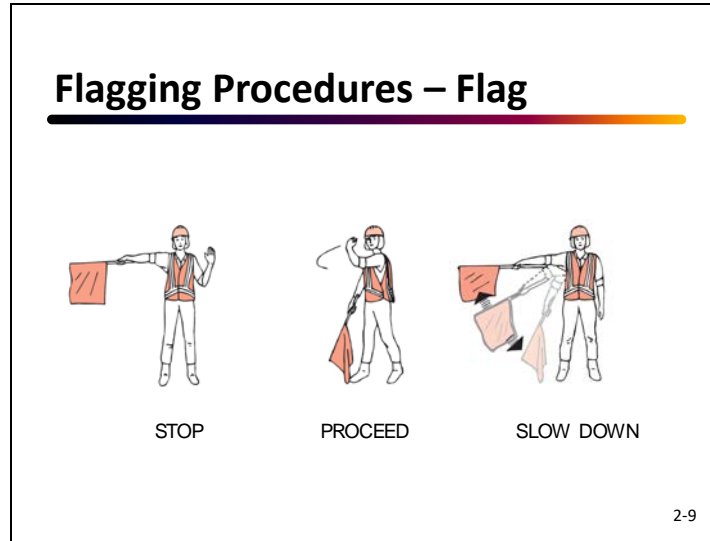 Flagging Procedures – Flag
STOP PROCEED SLOW DOWN
2-9